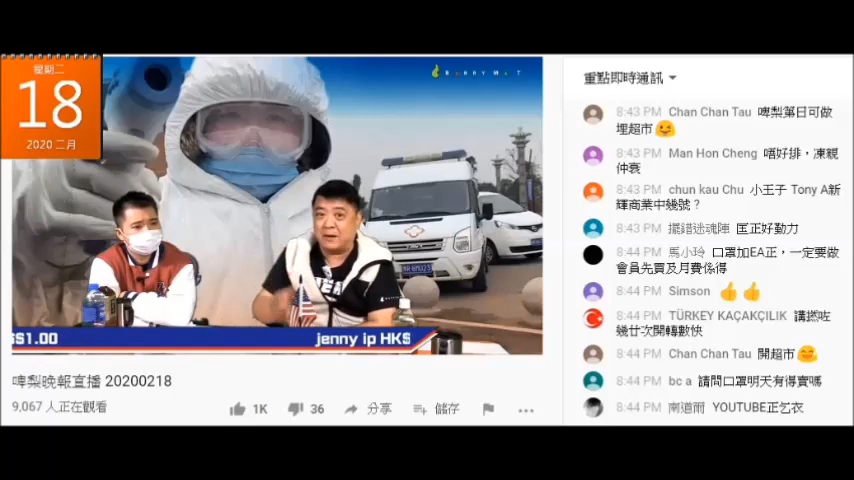 星期二
18
2020 二月
BARRYMAT
S$1.00
jenny ip HK$
啤梨晚報直播 20200218
9,067 人正在觀看
1K
36
分享
儲存
重點即時通訊
8:43 PM Chan Chan Tau 啤梨第日可做
埋超市
8:43 PM Man Hon Cheng 唔好排，凍親
仲衰
8:43 PM chun kau Chu 小王子 Tony A新
輝商業中幾號？
8:43 PM 擺錯迷魂陣 匡正好動力
8:44 PM 馬小玲 口罩加EA正，一定要做
會員先買及月費係得
8:44 PM Simson
8:44 PM TÜRKEY KAÇAKÇILIK 講撚咗
幾廿次開轉數快
8:44 PM Chan Chan Tau 開超市
8:44 PM bc a 請問口罩明天有得賣嗎
8:44 PM 南道爾 YOUTUBE正乞衣